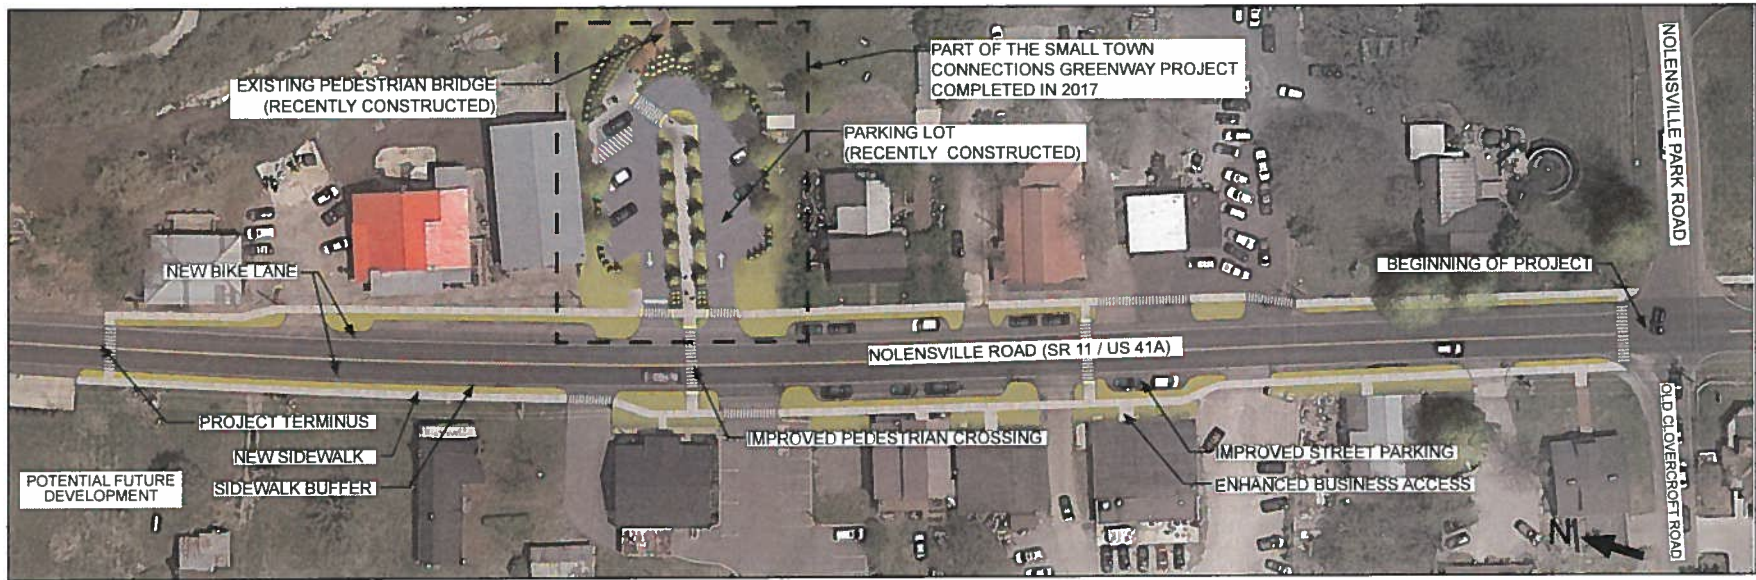 EXISTING PEDESTRIAN BRIDGE
(RECENTLY CONSTRUCTED)
PART OF THE SMALL TOWN
CONNECTIONS GREENWAY PROJECT
COMPLETED IN 2017
PARKING LOT
(RECENTLY CONSTRUCTED)
NOLENSVILLE PARK ROAD
NEW BIKE LANE
BEGINNING OF PROJECT
NOLENSVILLE ROAD (SR 11 / US 41A)
PROJECT TERMINUS
NEW SIDEWALK
SIDEWALK BUFFER
POTENTIAL FUTURE
DEVELOPMENT
IMPROVED PEDESTRIAN CROSSING
IMPROVED STREET PARKING
ENHANCED BUSINESS ACCESS
OLD CLOVERCROFT ROAD
N